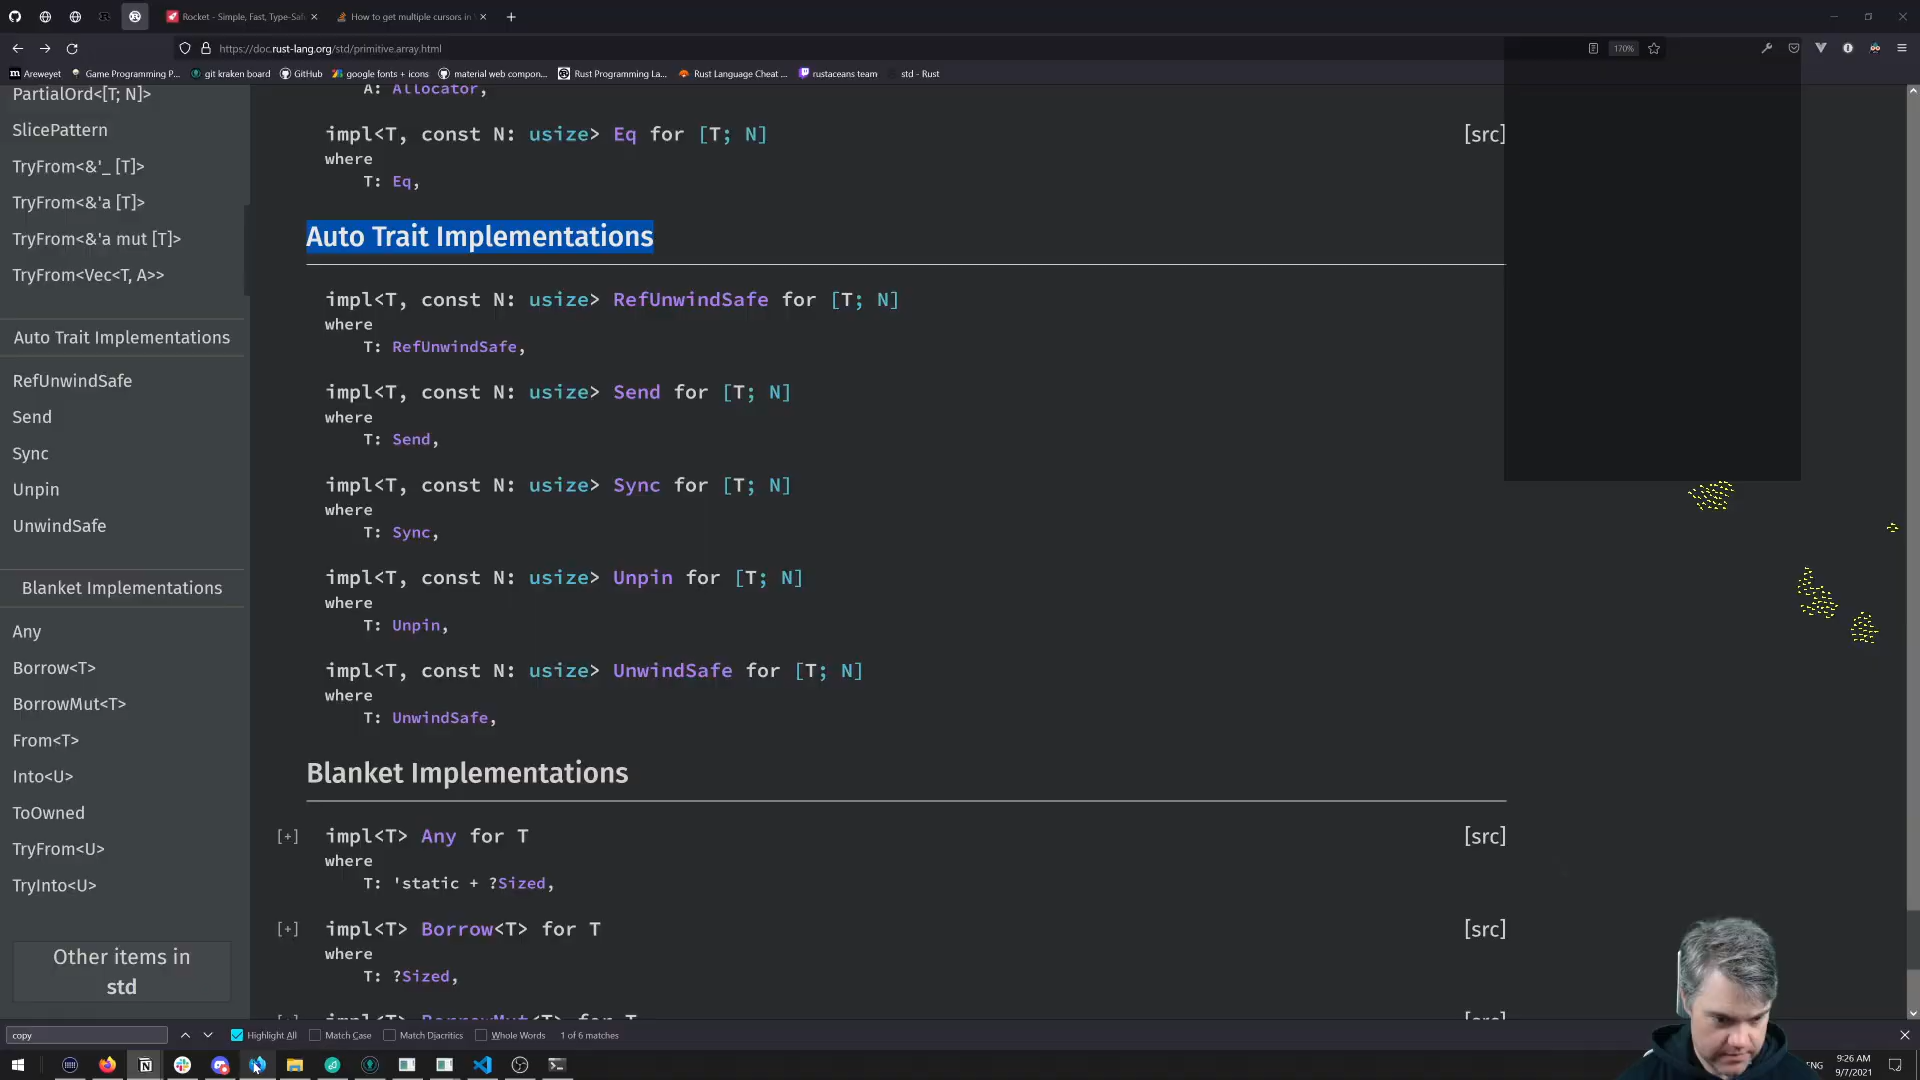 Rocket - Simple, Fast, Type-Saf
How to get multiple cursors in
https://doc.rust-lang.org/std/primitive.array.html
170%
Areweyet
Game Programming P...
git kraken board
GitHub
google fonts + icons
material web compon...
Rust Programming La...
Rust Language Cheat ...
rustaceans team
std - Rust
PartialOrd<[T; N]>
SlicePattern
TryFrom<&'_ [T]>
TryFrom<&'a [T]>
TryFrom<&'a mut [T]>
TryFrom<Vec<T, A>>
Auto Trait Implementations
RefUnwindSafe
Send
Sync
Unpin
UnwindSafe
Blanket Implementations
Any
Borrow<T>
BorrowMut<T>
From<T>
Into<U>
ToOwned
TryFrom<U>
TryInto<U>
Other items in
std
A: Allocator,
impl<T, const N: usize> Eq for [T; N]
[src]
where
T: Eq,
Auto Trait Implementations
impl<T, const N: usize> RefUnwindSafe for [T; N]
where
T: RefUnwindSafe,
impl<T, const N: usize> Send for [T; N]
where
T: Send,
impl<T, const N: usize> Sync for [T; N]
where
T: Sync,
impl<T, const N: usize> Unpin for [T; N]
where
T: Unpin,
impl<T, const N: usize> UnwindSafe for [T; N]
where
T: UnwindSafe,
Blanket Implementations
[+] impl<T> Any for T
[src]
where
T: 'static + ?Sized,
[+] impl<T> Borrow<T> for T
[src]
where
T: ?Sized,
impl<T> BorrowMut<T> for T
copy
Highlight All
Match Case
Match Diacritics
Whole Words
1 of 6 matches
ENG
9:26 AM
9/7/2021